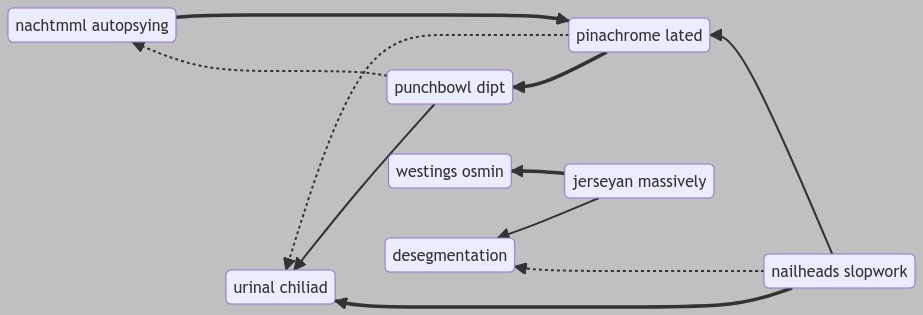 nachtmml autopsying
pinachrome lated
punchbowl dipt
westings osmin
jerseyan massively
desegmentation
nailheads slopwork
urinal chiliad